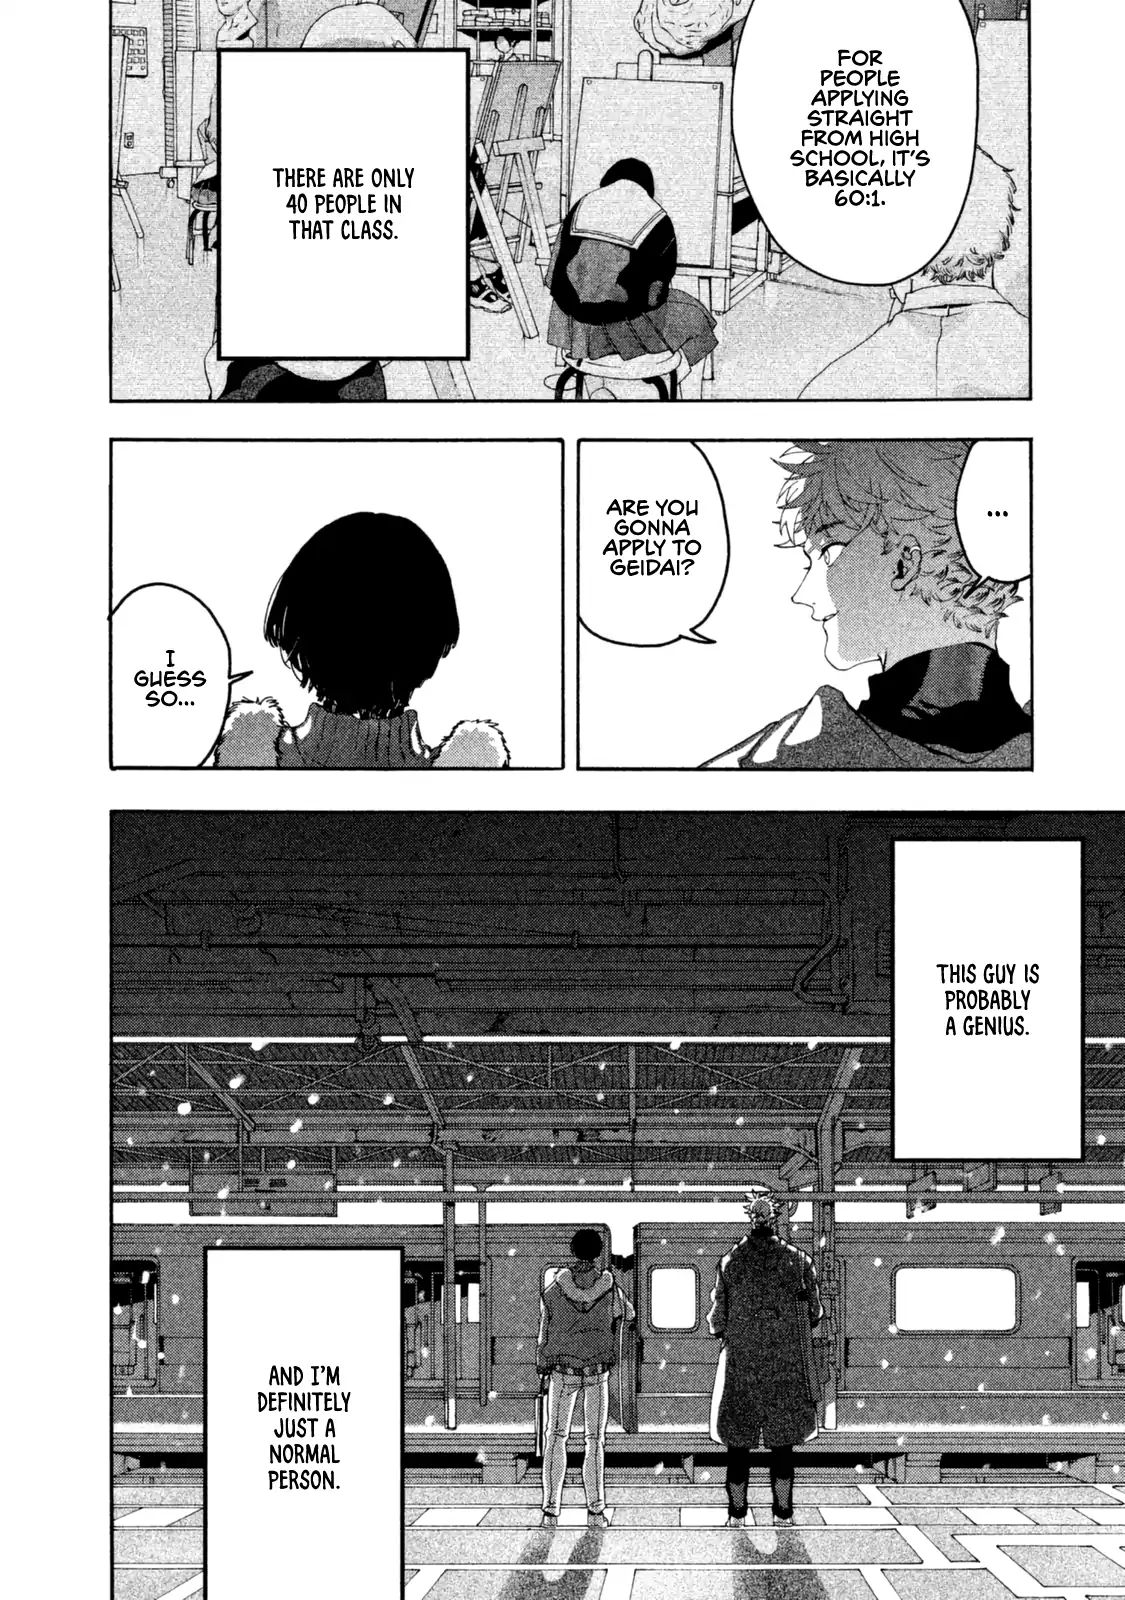 FOR
PEOPLE
APPLYING
STRAIGHT
FROM HIGH
SCHOOL, IT'S
BASICALLY
60:1.
THERE ARE ONLY
40 PEOPLE IN
THAT CLASS.
...
ARE YOU
GONNA
APPLY TO
GEIDAI?
I
GUESS
SO...
THIS GUY IS
PROBABLY
A GENIUS.
AND I'M
DEFINITELY
JUST A
NORMAL
PERSON.